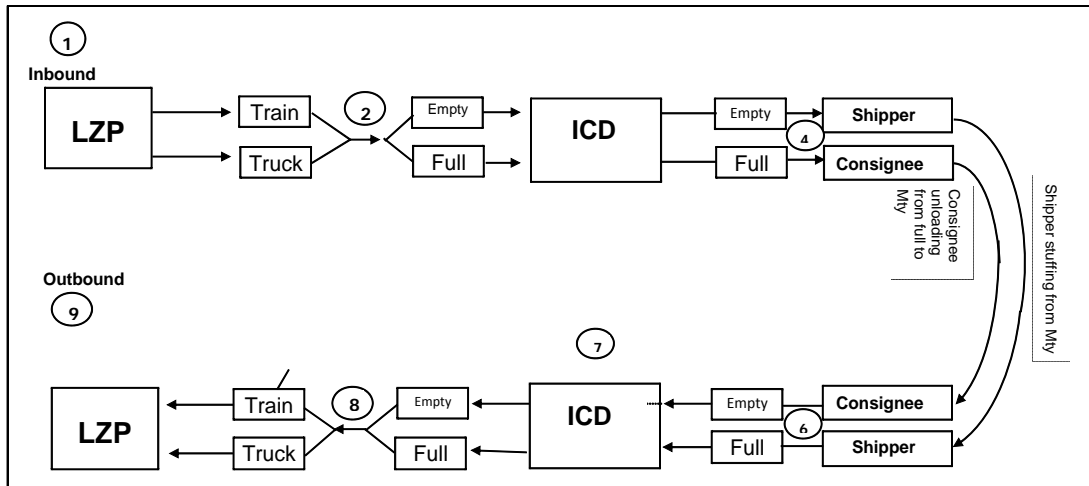 1
Inbound
LZP
Train
Truck
2
Empty
Full
ICD
Empty
Full
4
Shipper
Consignee
Consignee
unloading
from full to
Mty
Shipper stuffing from Mty
Outbound
9
LZP
Train
Truck
8
Empty
Full
7
ICD
Empty
Full
6
Consignee
Shipper